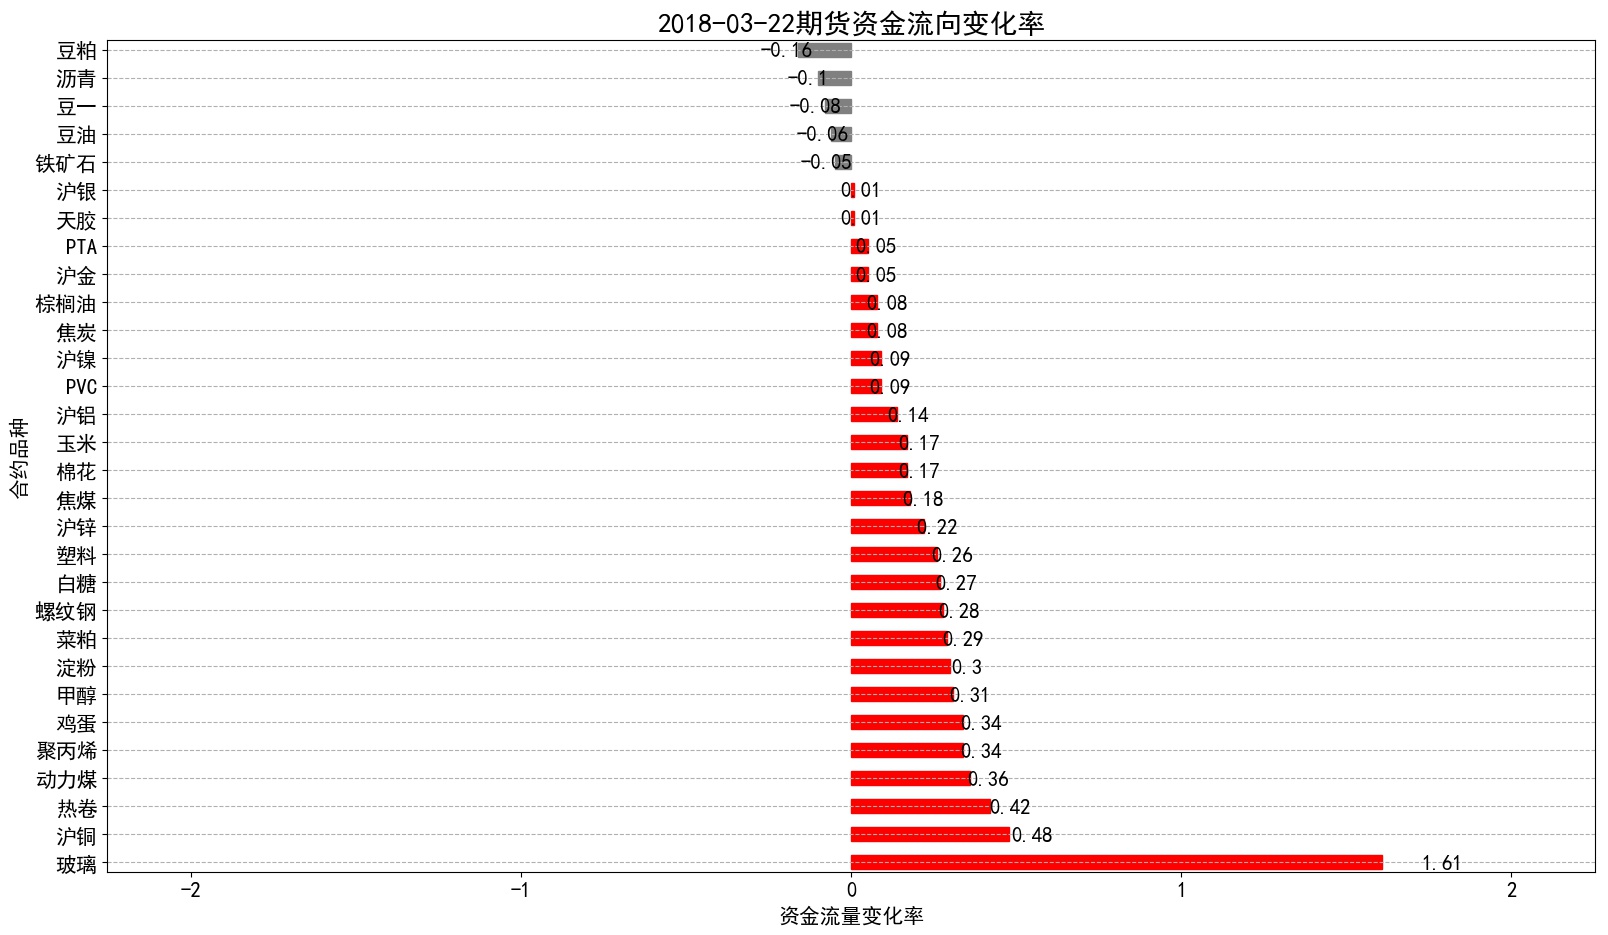 2018-03-22期货资金流向变化率
豆粕 -0.16
沥青 -0.1
豆一 -0.08
豆油 -0.06
铁矿石 -0.05
沪银 0.01
天胶 0.01
PTA 0.05
沪金 0.05
棕榈油 0.08
焦炭 0.08
沪镍 0.09
PVC 0.09
沪铝 0.14
玉米 0.17
棉花 0.17
焦煤 0.18
沪锌 0.22
塑料 0.26
白糖 0.27
螺纹钢 0.28
菜粕 0.29
淀粉 0.3
甲醇 0.31
鸡蛋 0.34
聚丙烯 0.34
动力煤 0.36
热卷 0.42
沪铜 0.48
玻璃 1.61
合约品种
-2 -1 0 1 2
资金流量变化率